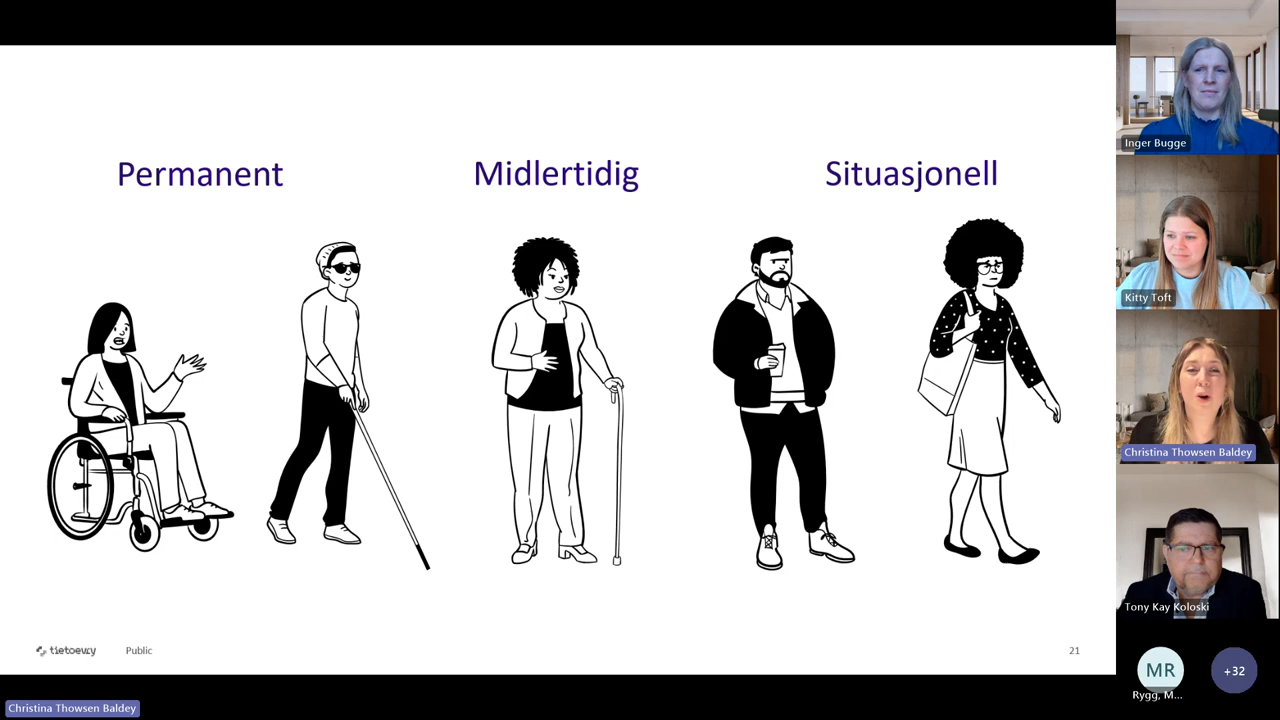 Permanent
Midlertidig
Situasjonell
tietoevry
Public
21
Christina Thowsen Baldey
Inger Bugge
Kitty Toft
Christina Thowsen Baldey
Tony Kay Koloski
MR
Rygg, M...
+32